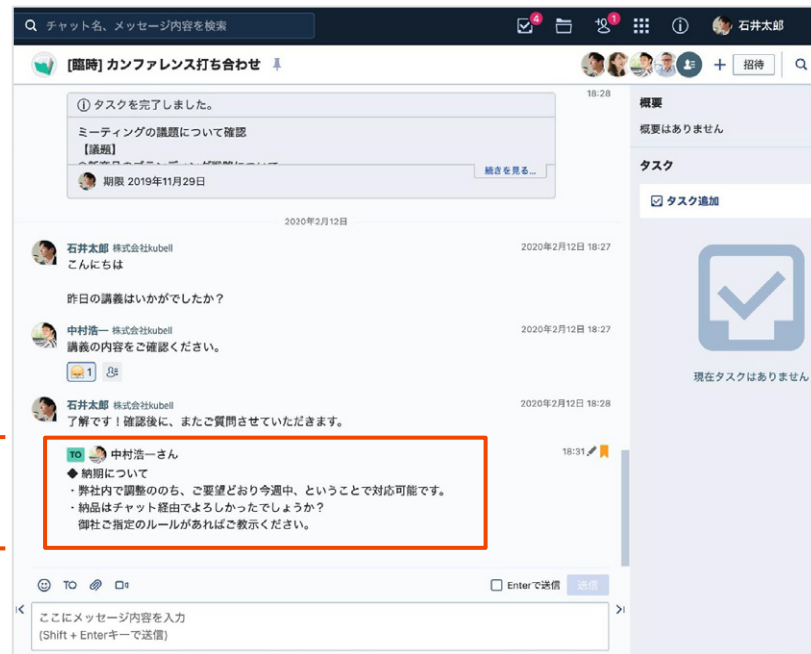 チャット名、メッセージ内容を検索
4
1
石井太郎
[臨時] カンファレンス打ち合わせ
招待
タスクを完了しました。
18:28
ミーティングの議題について確認
【議題】
続きを見る...
期限 2019年11月29日
2020年2月12日
石井太郎 株式会社kubell
2020年2月12日 18:27
こんにちは
昨日の講義はいかがでしたか？
中村浩一 株式会社kubell
2020年2月12日 18:27
講義の内容をご確認ください。
1
石井太郎 株式会社kubell
2020年2月12日 18:28
了解です！確認後に、またご質問させていただきます。
TO 中村浩一さん
18:31
◆ 納期について
・弊社内で調整ののち、ご要望どおり今週中、ということで対応可能です。
・納品はチャット経由でよろしかったでしょうか？
御社ご指定のルールがあればご教示ください。
TO
Enterで送信
送信
ここにメッセージ内容を入力
(Shift + Enterキーで送信)
概要
概要はありません
タスク
タスク追加
現在タスクはありません